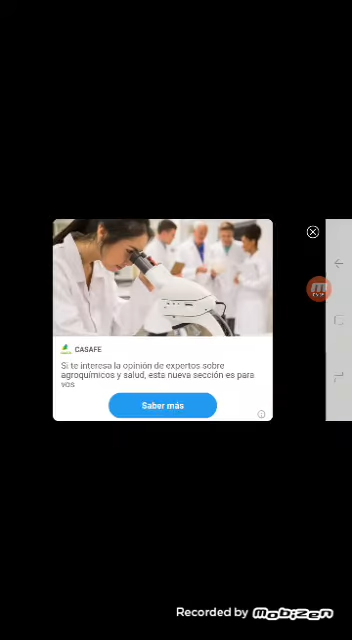 CASAFE
Si te interesa la opinión de expertos sobre
agroquímicos y salud, esta nueva sección es para
vos
Saber más
Recorded by mobizen